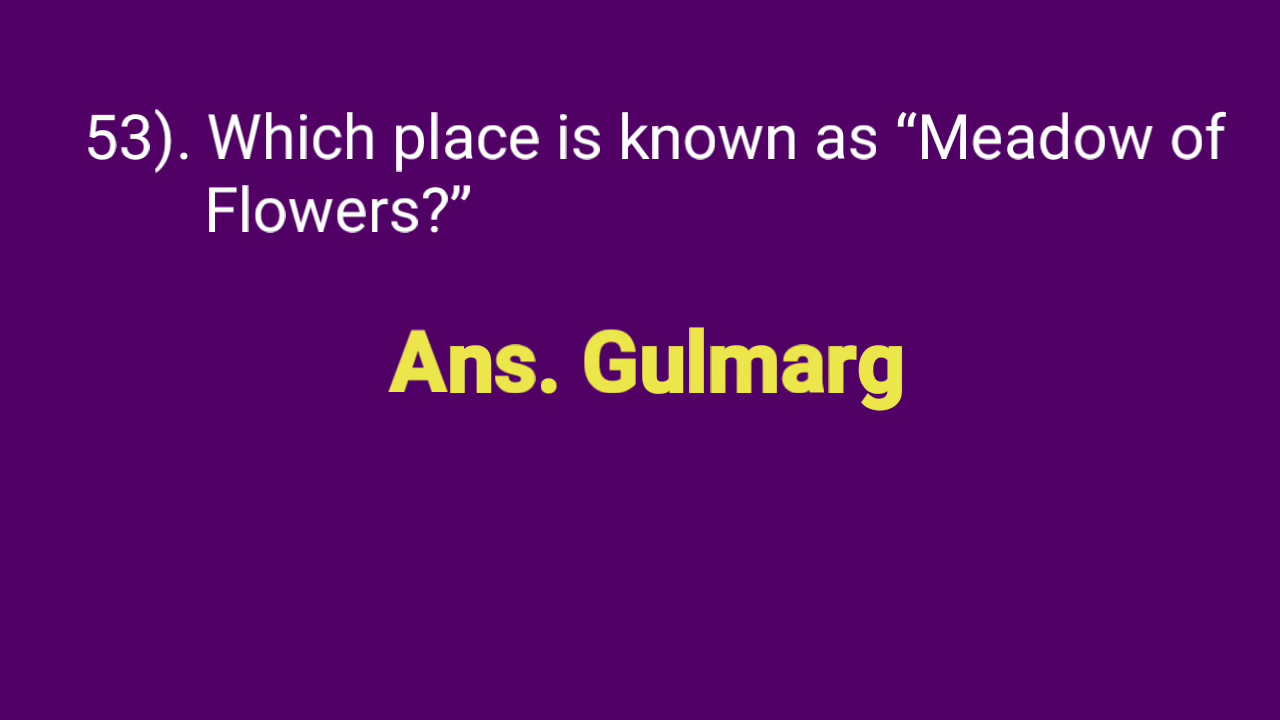 53). Which place is known as “Meadow of
Flowers?”
Ans. Gulmarg